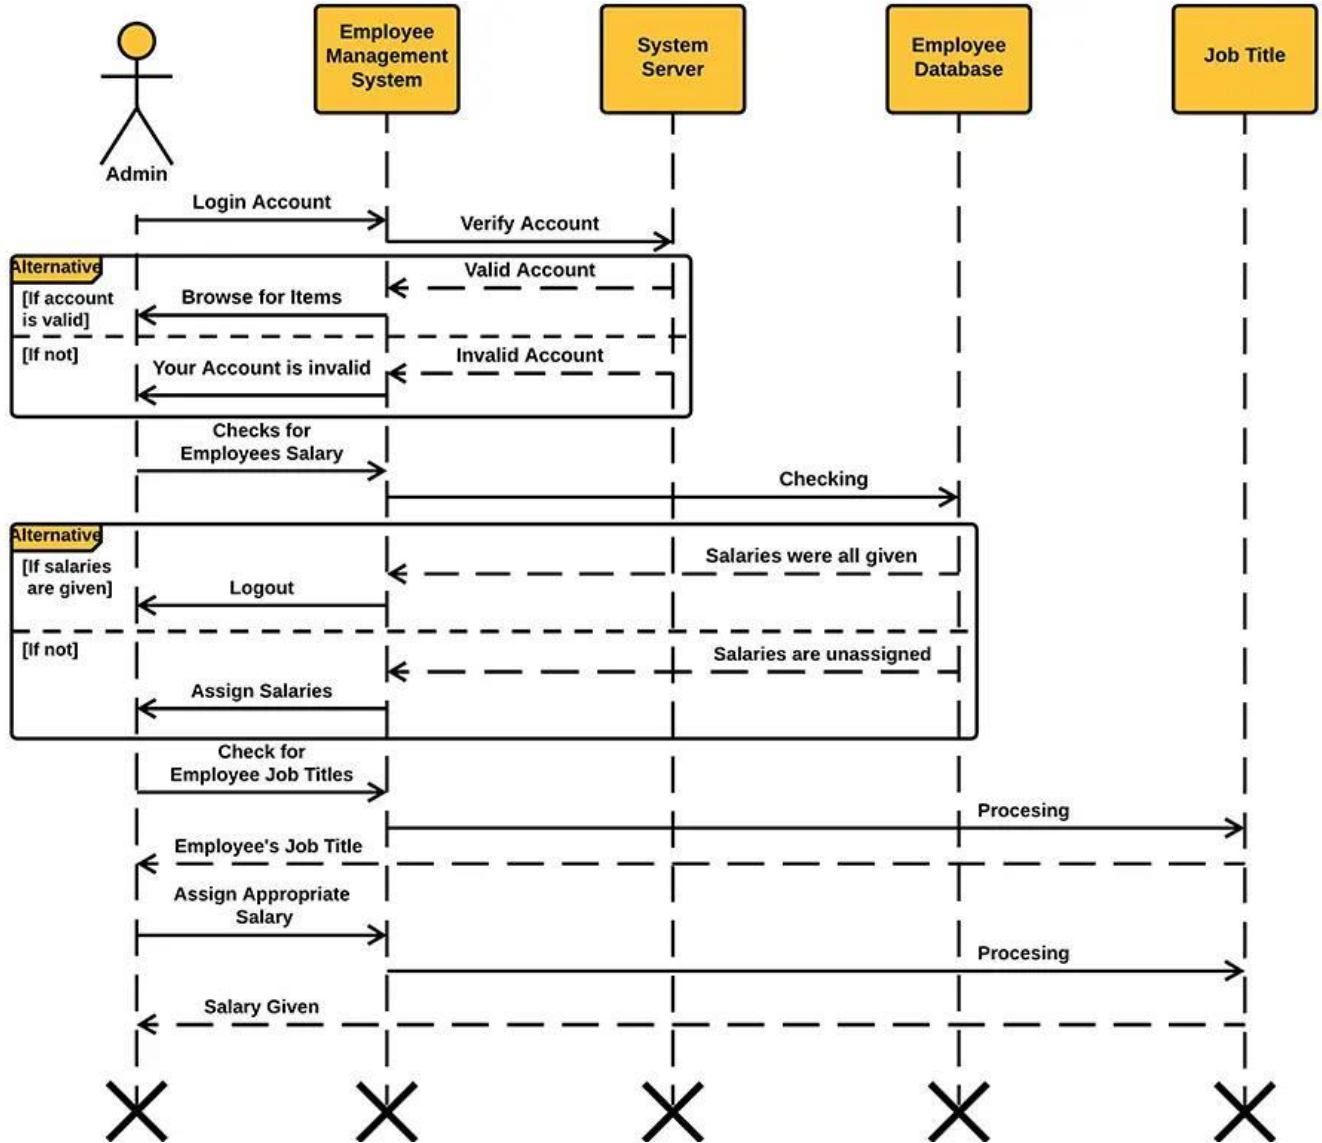 Employee
Management
System
System
Server
Employee
Database
Job Title
Admin
Login Account
Verify Account
Alternative
Valid Account
[If account
is valid]
Browse for Items
[If not]
Invalid Account
Your Account is invalid
Checks for
Employees Salary
Checking
Alternative
Salaries were all given
[If salaries
are given]
Logout
[If not]
Salaries are unassigned
Assign Salaries
Check for
Employee Job Titles
Procesing
Employee's Job Title
Assign Appropriate
Salary
Procesing
Salary Given